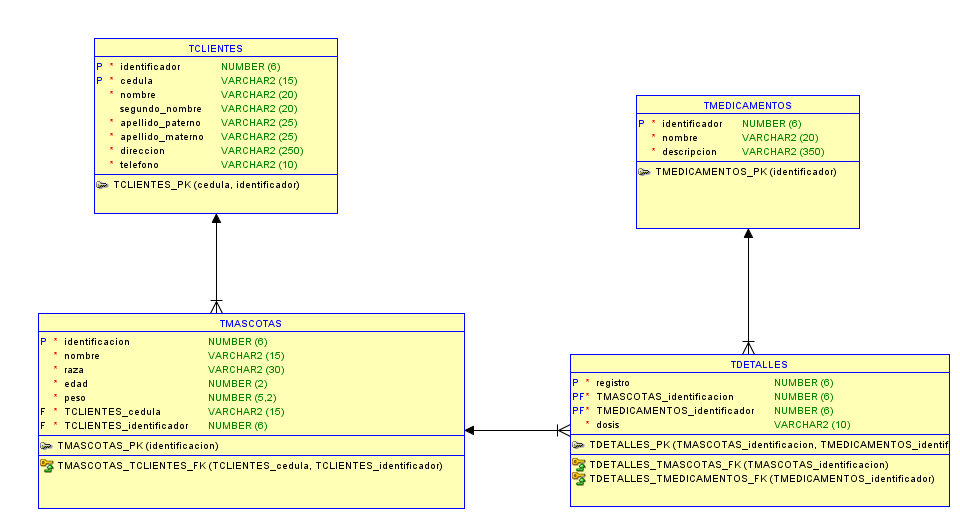 TCLIENTES
P * identificador NUMBER (6)
P * cedula VARCHAR2 (15)
* nombre VARCHAR2 (20)
segundo_nombre VARCHAR2 (20)
* apellido_paterno VARCHAR2 (25)
* apellido_materno VARCHAR2 (25)
* direccion VARCHAR2 (250)
* telefono VARCHAR2 (10)
TCLIENTES_PK (cedula, identificador)
TMEDICAMENTOS
P * identificador NUMBER (6)
* nombre VARCHAR2 (20)
* descripcion VARCHAR2 (350)
TMEDICAMENTOS_PK (identificador)
TMASCOTAS
P * identificacion NUMBER (6)
* nombre VARCHAR2 (15)
* raza VARCHAR2 (30)
* edad NUMBER (2)
* peso NUMBER (5,2)
F * TCLIENTES_cedula VARCHAR2 (15)
F * TCLIENTES_identificador NUMBER (6)
TMASCOTAS_PK (identificacion)
TMASCOTAS_TCLIENTES_FK (TCLIENTES_cedula, TCLIENTES_identificador)
TDETALLES
P * registro NUMBER (6)
PF* TMASCOTAS_identificacion NUMBER (6)
PF* TMEDICAMENTOS_identificador NUMBER (6)
* dosis VARCHAR2 (10)
TDETALLES_PK (TMASCOTAS_identificacion, TMEDICAMENTOS_identif
TDETALLES_TMASCOTAS_FK (TMASCOTAS_identificacion)
TDETALLES_TMEDICAMENTOS_FK (TMEDICAMENTOS_identificador)